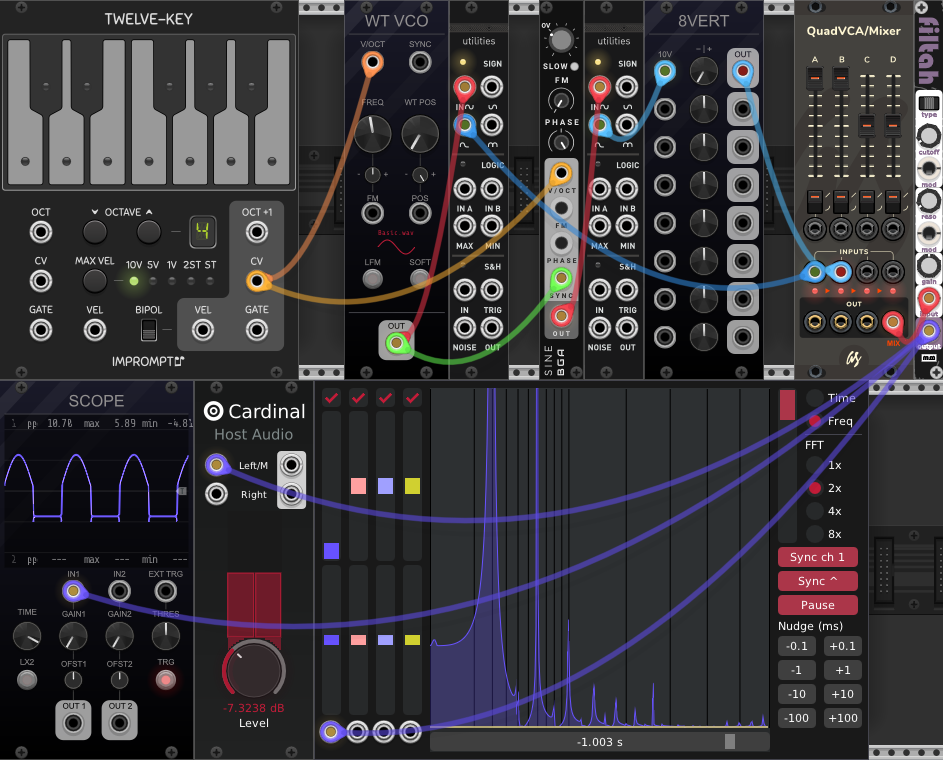 TWELVE-KEY
OCT
OCTAVE
4
OCT +1
CV
MAX VEL
10V 5V 1V 2ST ST
CV
GATE
VEL
BIPOL
VEL
GATE
IMPROMPTU
WT VCO
V/OCT
SYNC
FREQ
WT POS
FM
POS
Basic.wav
LFM
SOFT
OUT
utilities
SIGN
LOGIC
IN A
IN B
MAX
MIN
S&H
IN
TRIG
NOISE
OUT
0V
SLOW
FM
PHASE
V/OCT
FM
PHASE
SYNC
OUT
SINE
BGA
utilities
SIGN
LOGIC
IN A
IN B
MAX
MIN
S&H
IN
TRIG
NOISE
OUT
8VERT
10V
OUT
QuadVCA/Mixer
A B C D
INPUTS
OUT
MIX
filtah
type
cutoff
mod
reso
mod
gain
input
output
SCOPE
1 pp 10.70 max 5.89 min -4.81
2 pp --- max --- min ---
IN1
IN2
EXT TRG
TIME
GAIN1
GAIN2
THRES
LX2
OFST1
OFST2
TRG
OUT 1
OUT 2
Cardinal
Host Audio
Left/M
Right
-7.3238 dB
Level
-1.003 s
Time
Freq
FFT
1x
2x
4x
8x
Sync ch 1
Sync ^
Pause
Nudge (ms)
-0.1 +0.1
-1 +1
-10 +10
-100 +100